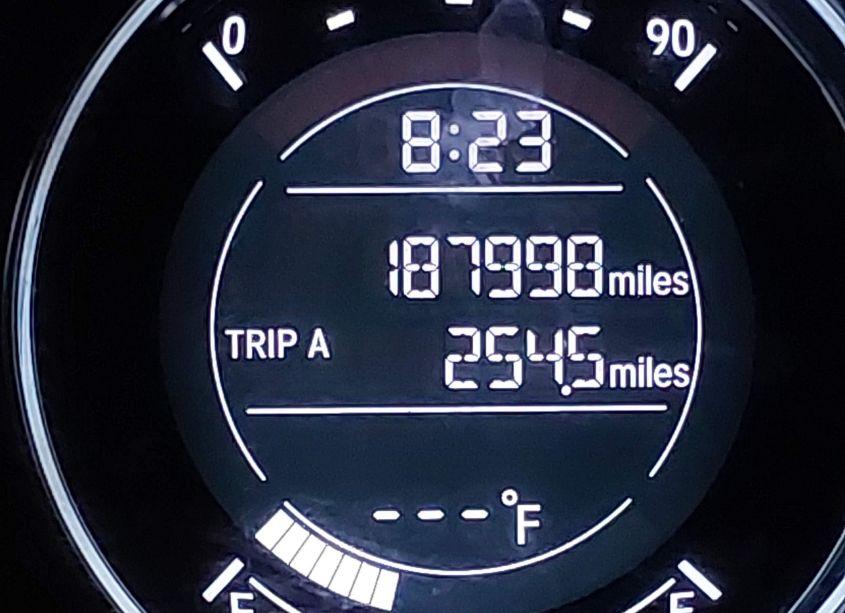 0 90
8:23
187998 miles
TRIP A 254.5 miles
---°F
E F